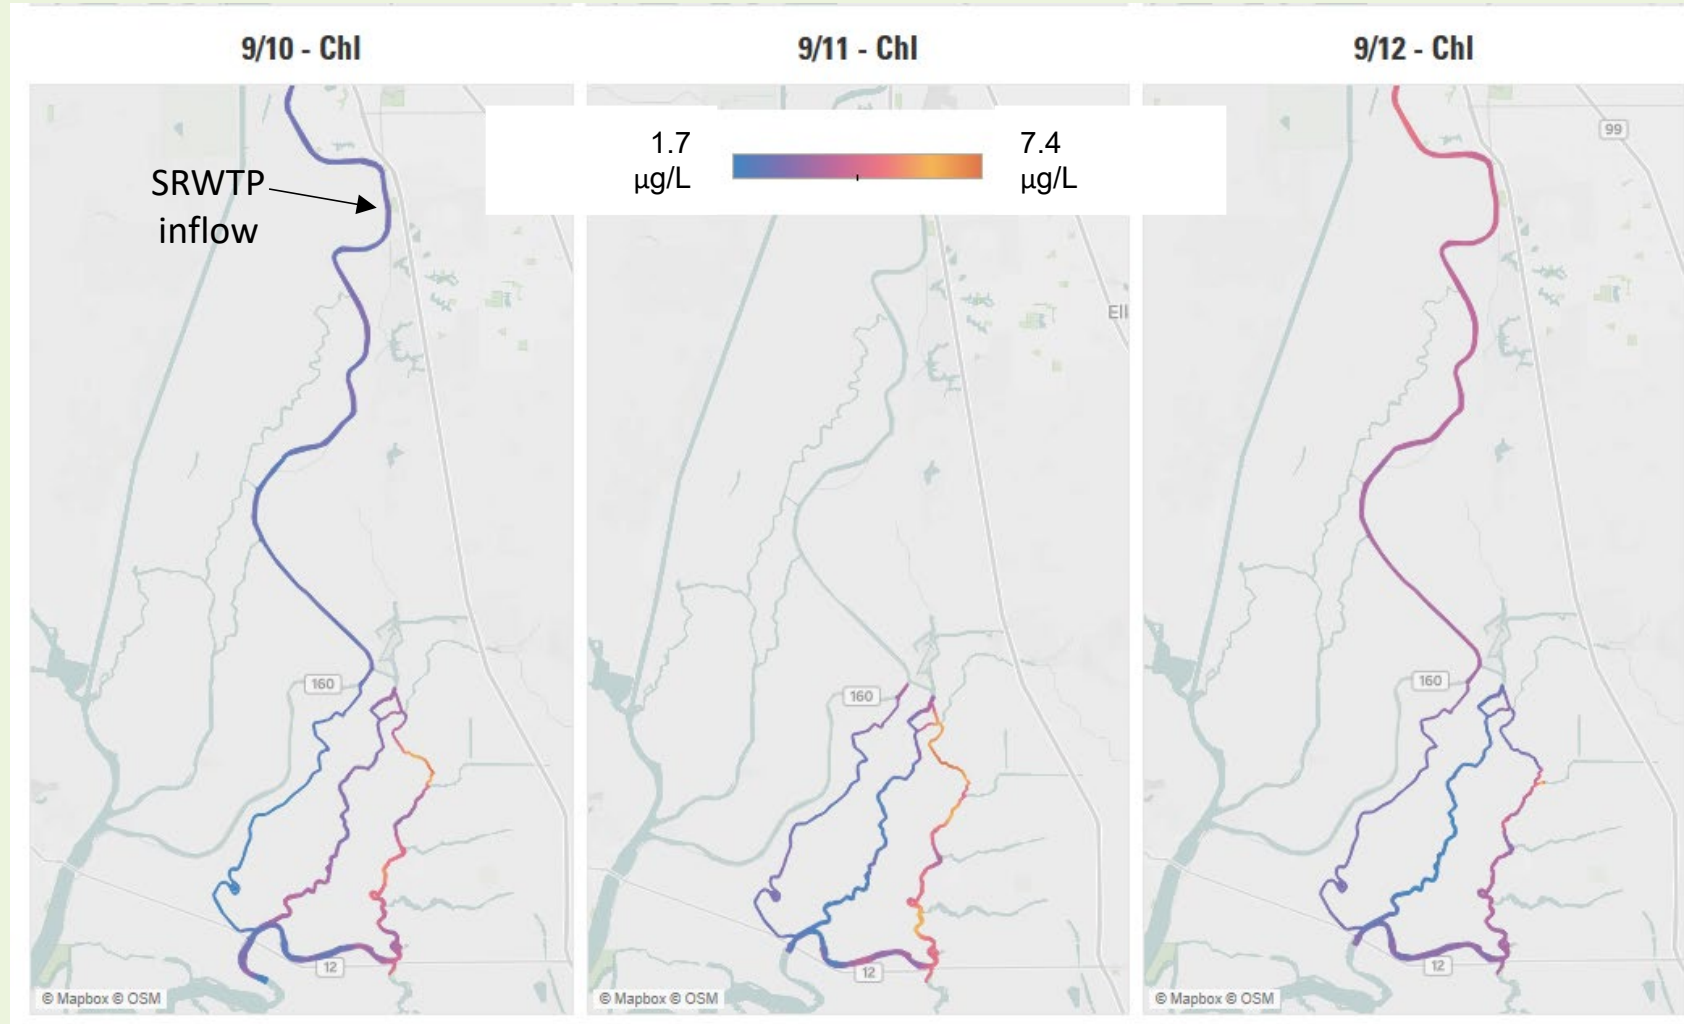 9/10 - Chl
9/11 - Chl
9/12 - Chl
1.7
µg/L
7.4
µg/L
SRWTP
inflow
99
Ell
160
160
160
12
12
12
© Mapbox © OSM
© Mapbox © OSM
© Mapbox © OSM